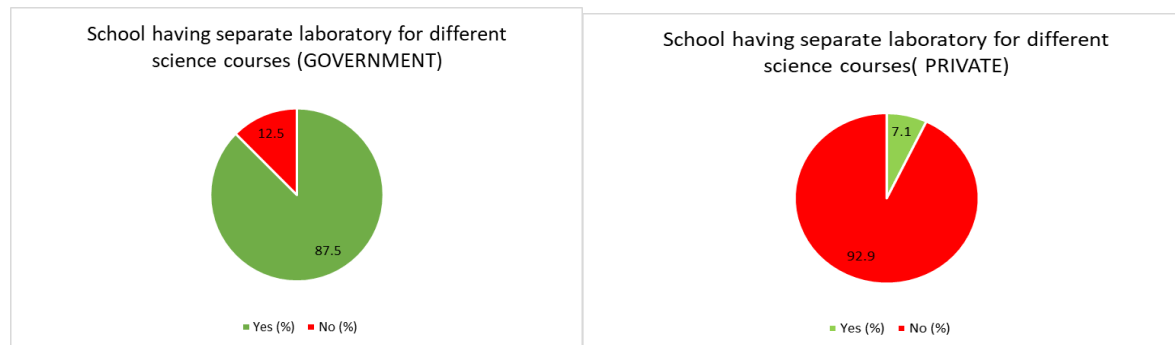 School having separate laboratory for different
science courses (GOVERNMENT)
12.5
87.5
Yes (%) No (%)
School having separate laboratory for different
science courses( PRIVATE)
7.1
92.9
Yes (%) No (%)